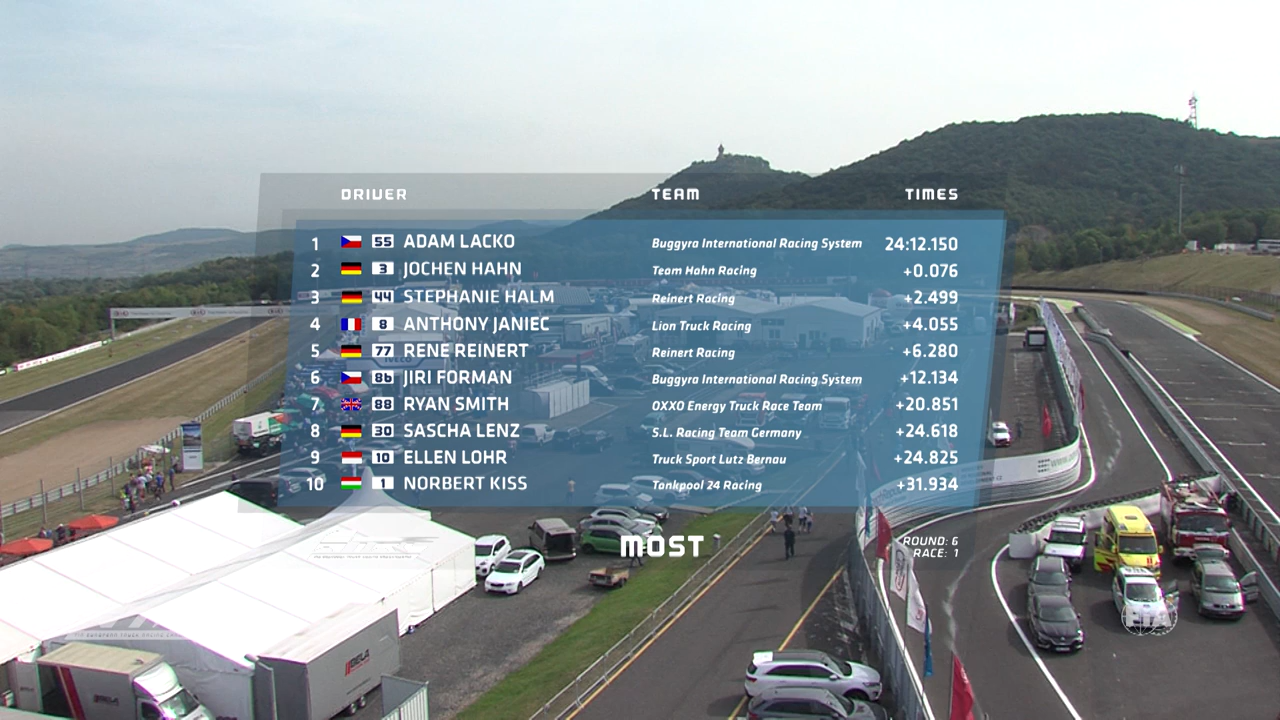 DRIVER TEAM TIMES
1 55 ADAM LACKO Buggyra International Racing System 24:12.150
2 3 JOCHEN HAHN Team Hahn Racing +0.076
3 44 STEPHANIE HALM Reinert Racing +2.499
4 8 ANTHONY JANIEC Lion Truck Racing +4.055
5 77 RENE REINERT Reinert Racing +6.280
6 86 JIRI FORMAN Buggyra International Racing System +12.134
7 88 RYAN SMITH OXXO Energy Truck Race Team +20.851
8 30 SASCHA LENZ S.L. Racing Team Germany +24.618
9 10 ELLEN LOHR Truck Sport Lutz Bernau +24.825
10 1 NORBERT KISS Tankpool 24 Racing +31.934
MOST
ROUND: 6
RACE: 1
FIA